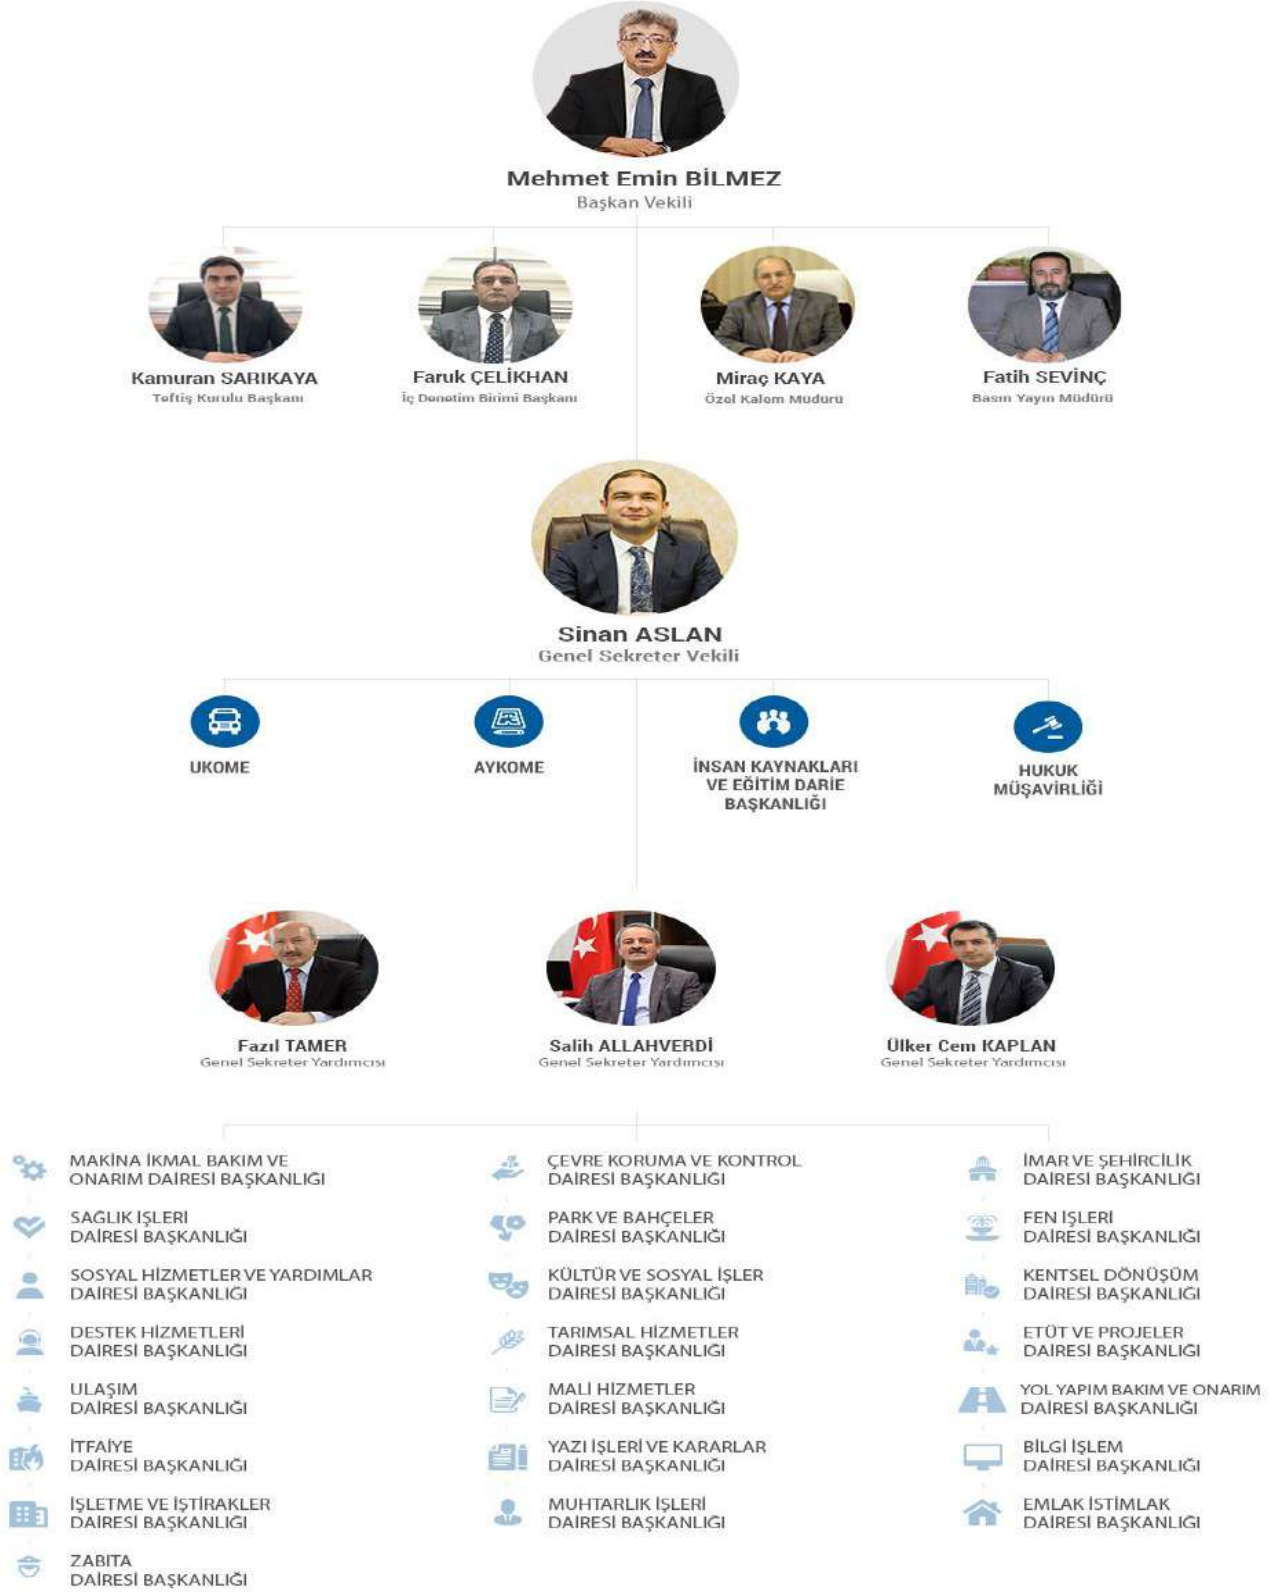 Mehmet Emin BİLMEZ
Başkan Vekili
Kamuran SARIKAYA
Teftiş Kurulu Başkanı
Faruk ÇELİKHAN
İç Denetim Birimi Başkanı
Miraç KAYA
Özel Kalem Müdürü
Fatih SEVİNÇ
Basın Yayın Müdürü
Sinan ASLAN
Genel Sekreter Vekili
UKOME
AYKOME
İNSAN KAYNAKLARI
VE EĞİTİM DARİE
BAŞKANLIĞI
HUKUK
MÜŞAVİRLİĞİ
Fazıl TAMER
Genel Sekreter Yardımcısı
Salih ALLAHVERDİ
Genel Sekreter Yardımcısı
Ülker Cem KAPLAN
Genel Sekreter Yardımcısı
MAKİNA İKMAL BAKIM VE
ONARIM DAİRESİ BAŞKANLIĞI
SAĞLIK İŞLERİ
DAİRESİ BAŞKANLIĞI
SOSYAL HİZMETLER VE YARDIMLAR
DAİRESİ BAŞKANLIĞI
DESTEK HİZMETLERİ
DAİRESİ BAŞKANLIĞI
ULAŞIM
DAİRESİ BAŞKANLIĞI
İTFAİYE
DAİRESİ BAŞKANLIĞI
İŞLETME VE İŞTİRAKLER
DAİRESİ BAŞKANLIĞI
ZABITA
DAİRESİ BAŞKANLIĞI
ÇEVRE KORUMA VE KONTROL
DAİRESİ BAŞKANLIĞI
PARK VE BAHÇELER
DAİRESİ BAŞKANLIĞI
KÜLTÜR VE SOSYAL İŞLER
DAİRESİ BAŞKANLIĞI
TARIMSAL HİZMETLER
DAİRESİ BAŞKANLIĞI
MALİ HİZMETLER
DAİRESİ BAŞKANLIĞI
YAZI İŞLERİ VE KARARLAR
DAİRESİ BAŞKANLIĞI
MUHTARLIK İŞLERİ
DAİRESİ BAŞKANLIĞI
İMAR VE ŞEHİRCİLİK
DAİRESİ BAŞKANLIĞI
FEN İŞLERİ
DAİRESİ BAŞKANLIĞI
KENTSEL DÖNÜŞÜM
DAİRESİ BAŞKANLIĞI
ETÜT VE PROJELER
DAİRESİ BAŞKANLIĞI
YOL YAPIM BAKIM VE ONARIM
DAİRESİ BAŞKANLIĞI
BİLGİ İŞLEM
DAİRESİ BAŞKANLIĞI
EMLAK İSTİMLAK
DAİRESİ BAŞKANLIĞI